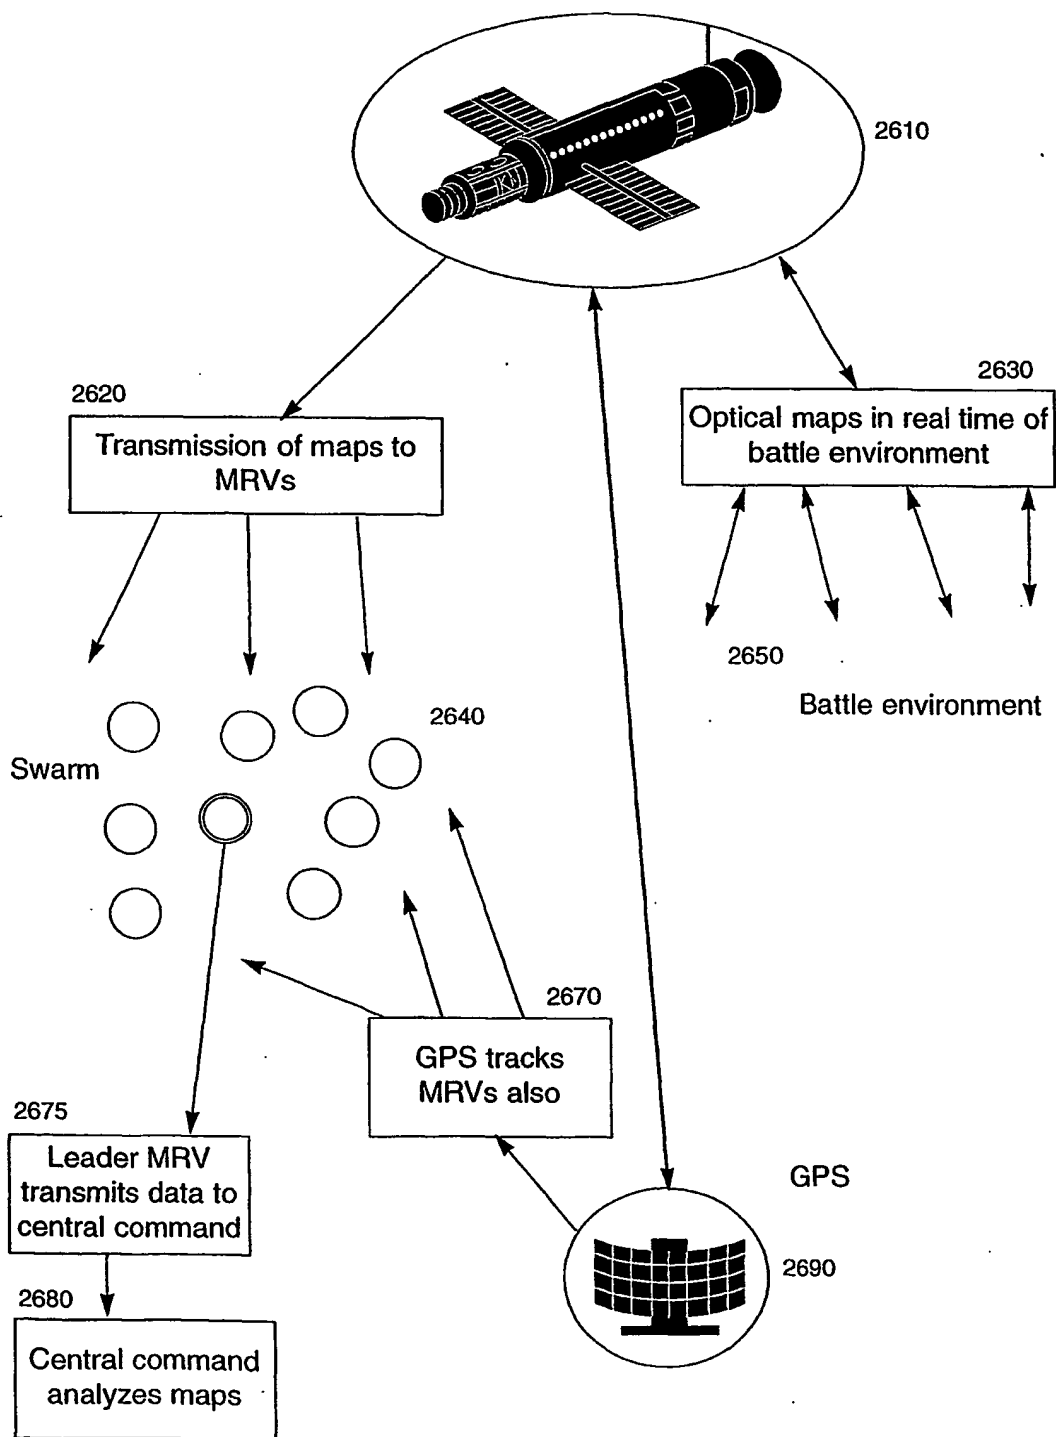 2610
2620
Transmission of maps to
MRVs
2630
Optical maps in real time of
battle environment
2650
Battle environment
2640
Swarm
2670
GPS tracks
MRVs also
2675
Leader MRV
transmits data to
central command
2680
Central command
analyzes maps
GPS
2690